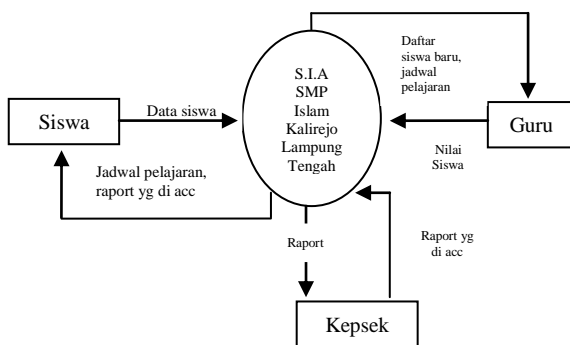 Daftar
siswa baru,
jadwal
pelajaran
S.I.A
SMP
Islam
Kalirejo
Lampung
Tengah
Siswa
Data siswa
Guru
Nilai
Siswa
Jadwal pelajaran,
raport yg di acc
Raport
Raport yg
di acc
Kepsek